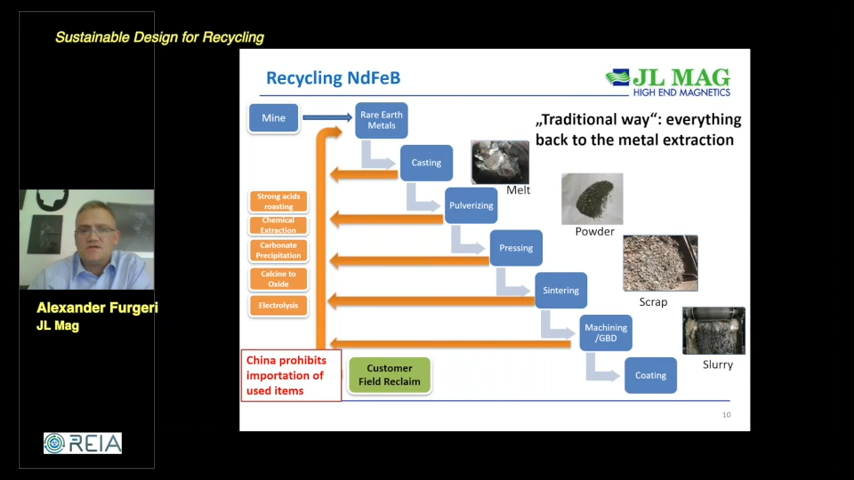 Sustainable Design for Recycling
Recycling NdFeB
JL MAG
HIGH END MAGNETICS
Mine
Rare Earth
Metals
„Traditional way“: everything
back to the metal extraction
Casting
Melt
Pulverizing
Powder
Strong acids
roasting
Chemical
Extraction
Carbonate
Precipitation
Calcine to
Oxide
Electrolysis
Pressing
Scrap
Sintering
Machining
/GBD
Slurry
Coating
Alexander Furgeri
JL Mag
China prohibits
importation of
used items
Customer
Field Reclaim
10
REIA